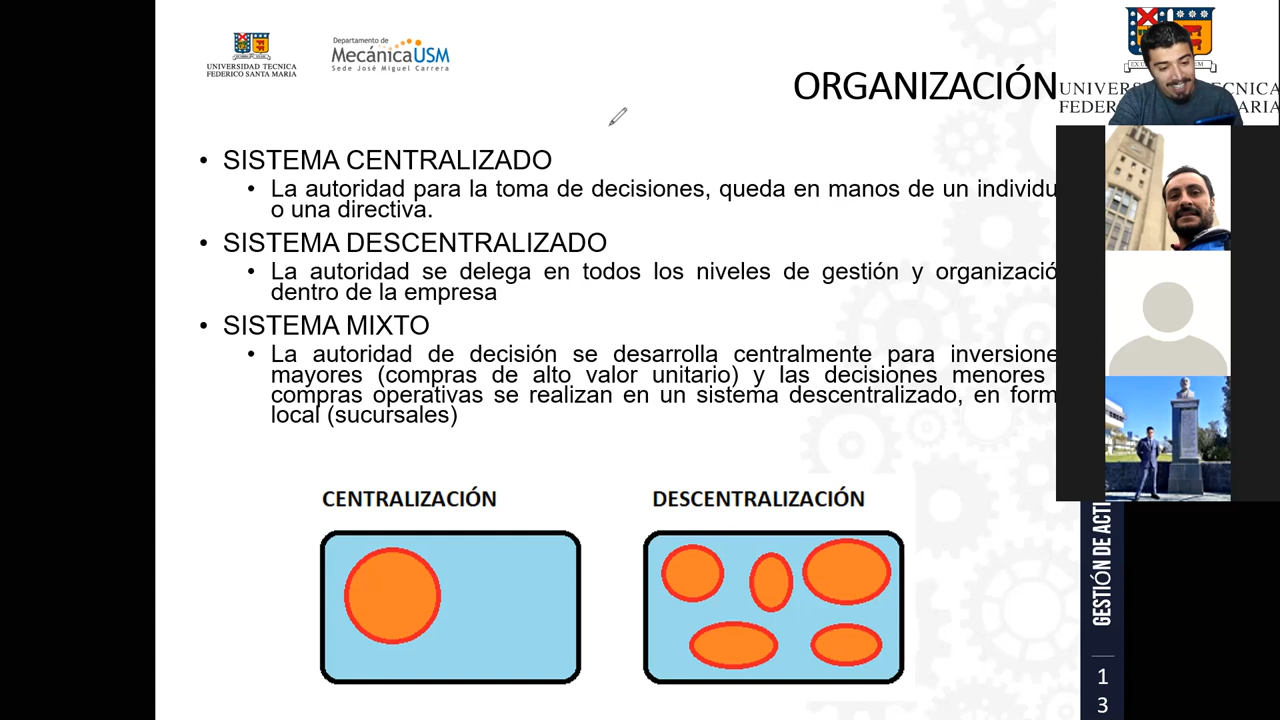 UNIVERSIDAD TECNICA
FEDERICO SANTA MARIA
Departamento de
MecánicaUSM
Sede José Miguel Carrera
ORGANIZACIÓN
• SISTEMA CENTRALIZADO
• La autoridad para la toma de decisiones, queda en manos de un individu
o una directiva.
• SISTEMA DESCENTRALIZADO
• La autoridad se delega en todos los niveles de gestión y organizació
dentro de la empresa
• SISTEMA MIXTO
• La autoridad de decisión se desarrolla centralmente para inversione
mayores (compras de alto valor unitario) y las decisiones menores
compras operativas se realizan en un sistema descentralizado, en form
local (sucursales)
CENTRALIZACIÓN
DESCENTRALIZACIÓN
GESTIÓN DE ACTI
1
3